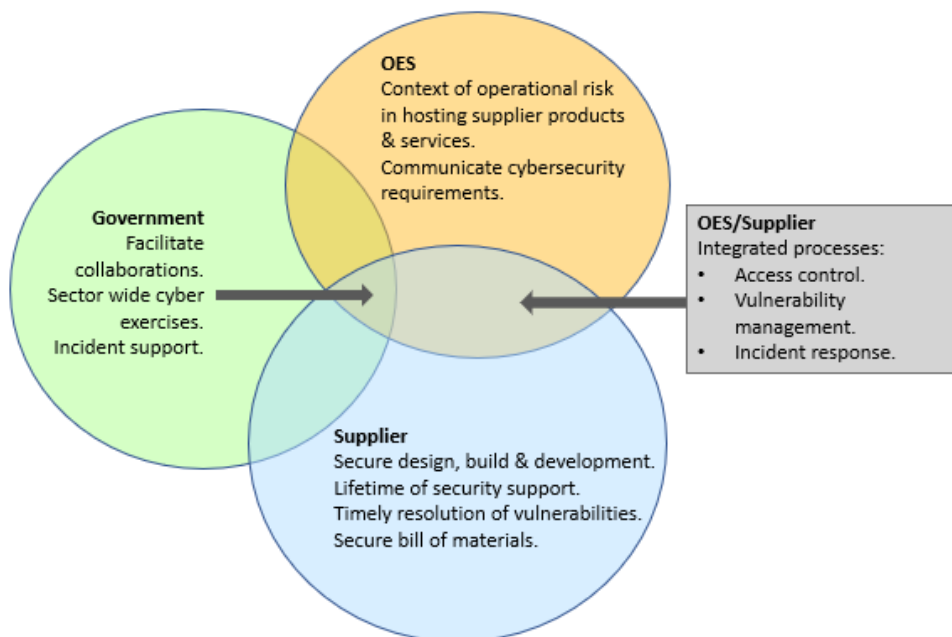 OES
Context of operational risk
in hosting supplier products
& services.
Communicate cybersecurity
requirements.
Government
Facilitate
collaborations.
Sector wide cyber
exercises.
Incident support.
OES/Supplier
Integrated processes:
• Access control.
• Vulnerability
management.
• Incident response.
Supplier
Secure design, build & development.
Lifetime of security support.
Timely resolution of vulnerabilities.
Secure bill of materials.